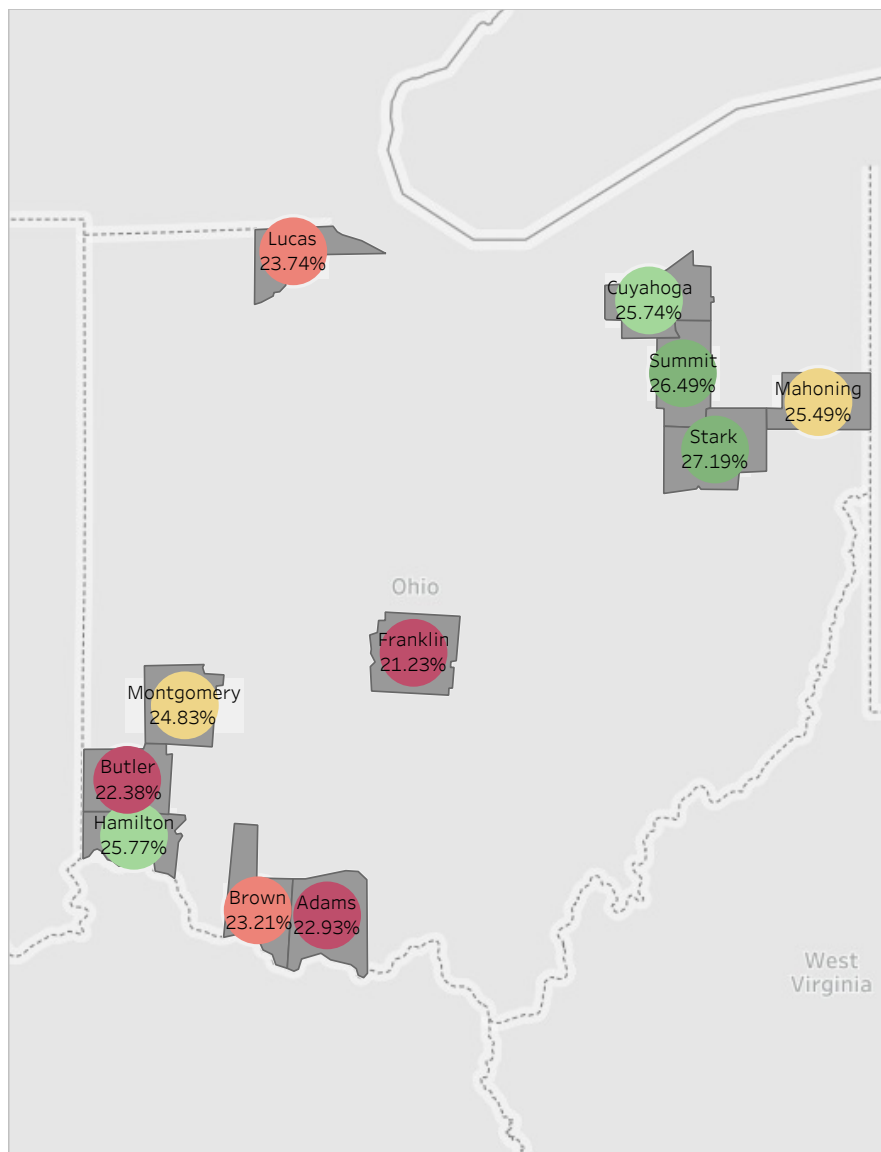 Lucas
23.74%
Cuyahoga
25.74%
Summit
26.49%
Mahoning
25.49%
Stark
27.19%
Ohio
Franklin
21.23%
Montgomery
24.83%
Butler
22.38%
Hamilton
25.77%
Brown
23.21%
Adams
22.93%
West
Virginia